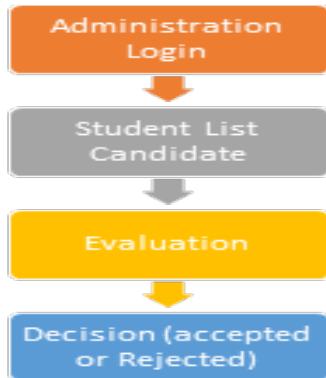 Administration
Login
Student List
Candidate
Evaluation
Decision (accepted
or Rejected)